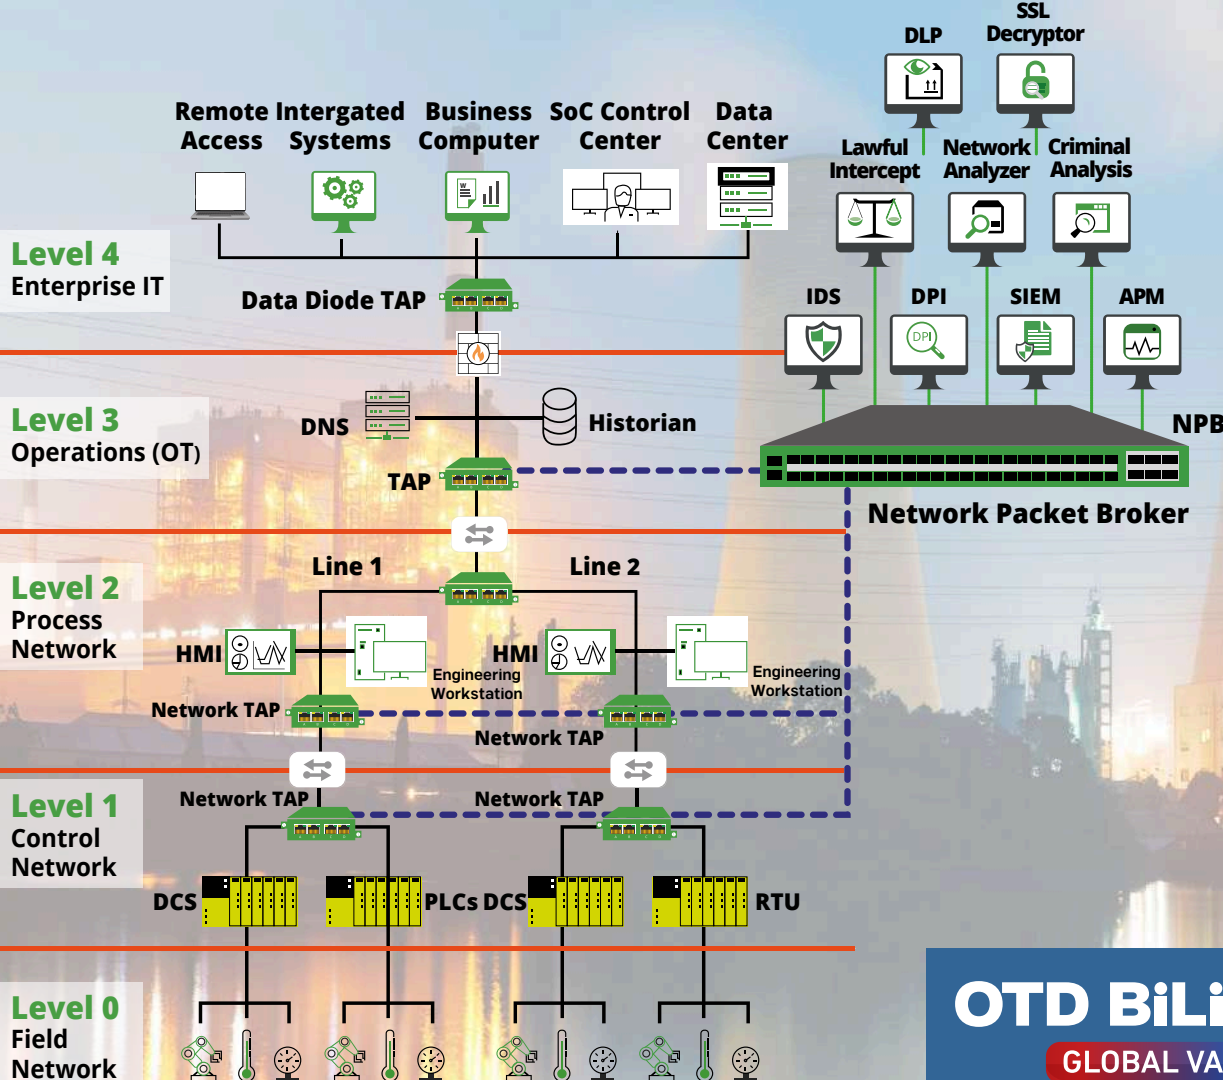 SSL
Decryptor
DLP
Remote
Access
Intergated
Systems
Business
Computer
SoC Control
Center
Data
Center
Lawful
Intercept
Network
Analyzer
Criminal
Analysis
W
Level 4
Enterprise IT
Data Diode TAP
IDS
DPI
SIEM
APM
DPI
Level 3
Operations (OT)
DNS
Historian
NPB
TAP
Network Packet Broker
Line 1
Line 2
Level 2
Process
Network
HMI
Engineering
Workstation
HMI
Engineering
Workstation
Network TAP
Network TAP
Level 1
Control
Network
Network TAP
Network TAP
DCS
PLCs
DCS
RTU
Level 0
Field
Network
OTD BiLi
GLOBAL VA